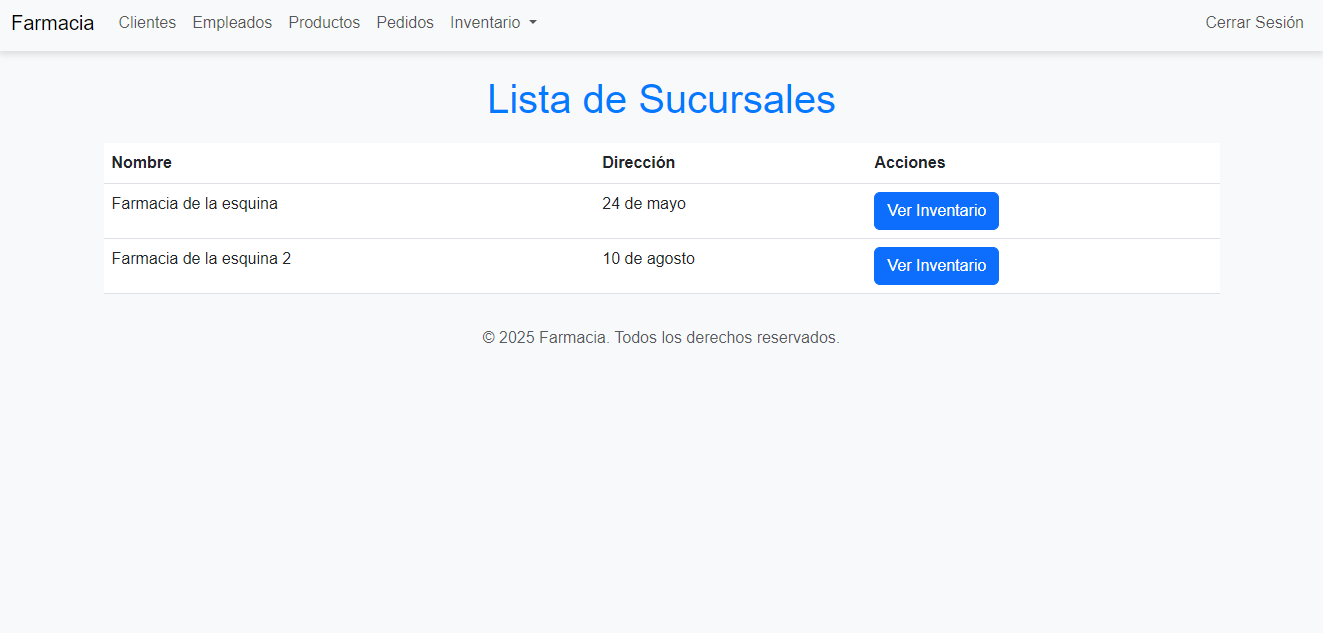 Farmacia Clientes Empleados Productos Pedidos Inventario Cerrar Sesión
Lista de Sucursales
Nombre Dirección Acciones
Farmacia de la esquina 24 de mayo Ver Inventario
Farmacia de la esquina 2 10 de agosto Ver Inventario
© 2025 Farmacia. Todos los derechos reservados.